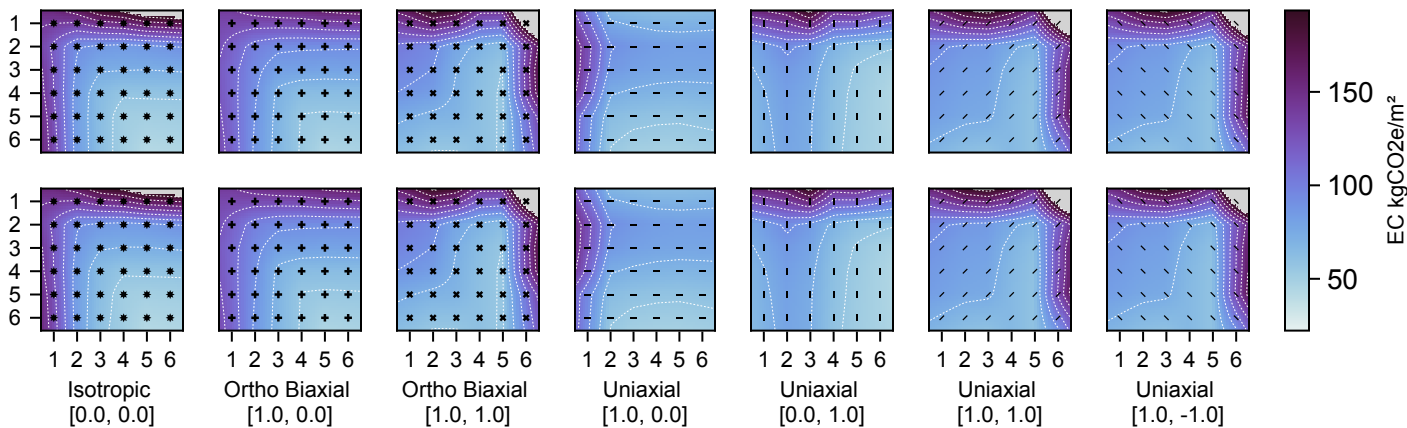 1
2
3
4
5
6
1
2
3
4
5
6
1 2 3 4 5 6 1 2 3 4 5 6 1 2 3 4 5 6 1 2 3 4 5 6 1 2 3 4 5 6 1 2 3 4 5 6 1 2 3 4 5 6
Isotropic
[0.0, 0.0]
Ortho Biaxial
[1.0, 0.0]
Ortho Biaxial
[1.0, 1.0]
Uniaxial
[1.0, 0.0]
Uniaxial
[0.0, 1.0]
Uniaxial
[1.0, 1.0]
Uniaxial
[1.0, -1.0]
150
100
50
EC kgCO2e/m²